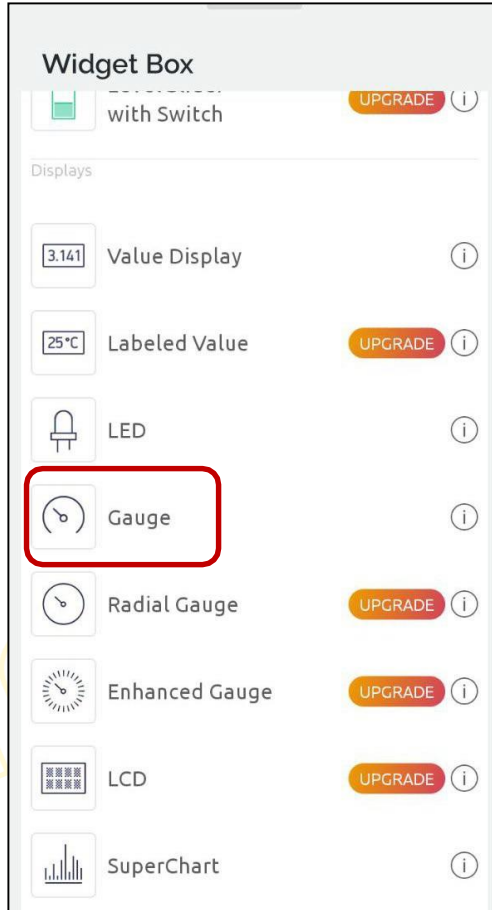 Widget Box
with Switch
UPGRADE
Displays
3.141 Value Display
25°C Labeled Value UPGRADE
LED
Gauge
Radial Gauge UPGRADE
Enhanced Gauge UPGRADE
LCD UPGRADE
SuperChart